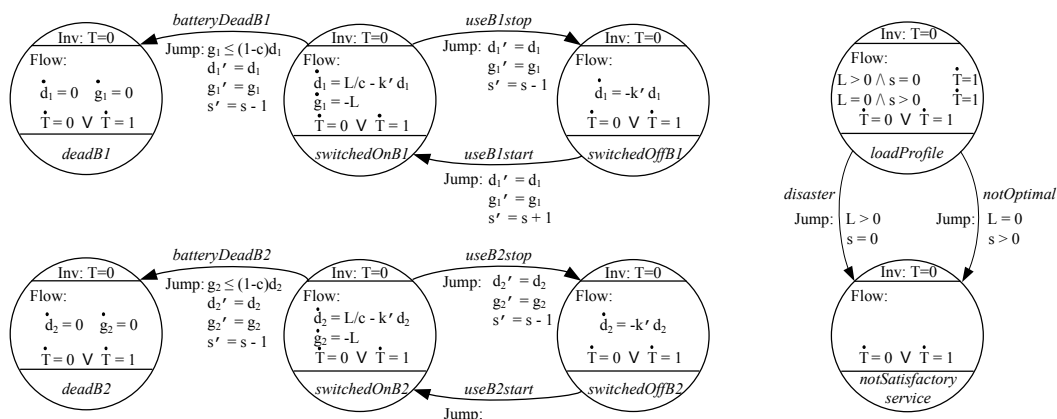 batteryDeadB1
Inv: T=0
Flow:
ḋ₁ = 0 ġ₁ = 0
Ṫ = 0 ∨ Ṫ = 1
deadB1
Jump: g₁ ≤ (1-c)d₁
d₁′ = d₁
g₁′ = g₁
s′ = s - 1
Inv: T=0
Flow:
ḋ₁ = L/c - k′ d₁
ġ₁ = -L
Ṫ = 0 ∨ Ṫ = 1
switchedOnB1
useB1stop
Jump: d₁′ = d₁
g₁′ = g₁
s′ = s - 1
useB1start
Jump: d₁′ = d₁
g₁′ = g₁
s′ = s + 1
Inv: T=0
Flow:
ḋ₁ = -k′ d₁
Ṫ = 0 ∨ Ṫ = 1
switchedOffB1
batteryDeadB2
Inv: T=0
Flow:
ḋ₂ = 0 ġ₂ = 0
Ṫ = 0 ∨ Ṫ = 1
deadB2
Jump: g₂ ≤ (1-c)d₂
d₂′ = d₂
g₂′ = g₂
s′ = s - 1
Inv: T=0
Flow:
ḋ₂ = L/c - k′ d₂
ġ₂ = -L
Ṫ = 0 ∨ Ṫ = 1
switchedOnB2
useB2stop
Jump: d₂′ = d₂
g₂′ = g₂
s′ = s - 1
useB2start
Jump:
Inv: T=0
Flow:
ḋ₂ = -k′ d₂
Ṫ = 0 ∨ Ṫ = 1
switchedOffB2
Inv: T=0
Flow:
L > 0 /\ s = 0 Ṫ=1
L = 0 /\ s > 0 Ṫ=1
Ṫ = 0 ∨ Ṫ = 1
loadProfile
disaster
Jump: L > 0
s = 0
notOptimal
Jump: L = 0
s > 0
Inv: T=0
Flow:
Ṫ = 0 ∨ Ṫ = 1
notSatisfactory
service